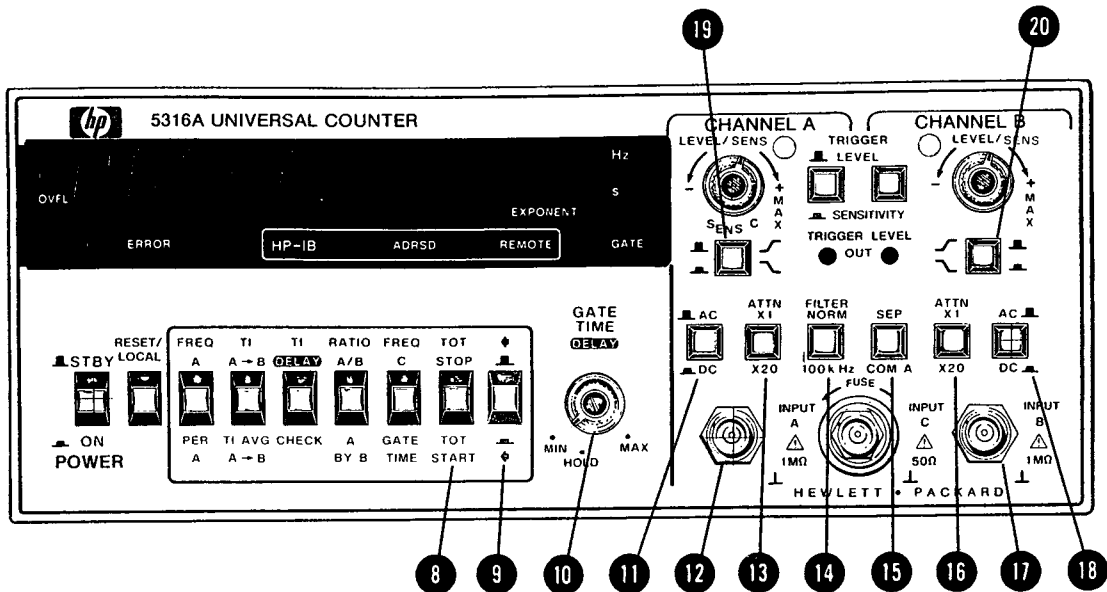 19
20
hp
5316A UNIVERSAL COUNTER
CHANNEL A
CHANNEL B
LEVEL/SENS
TRIGGER
LEVEL
LEVEL/SENS
Hz
S
OVFL
EXPONENT
ERROR
HP-IB
ADRSD
REMOTE
GATE
- + MAX
SENS C
SENSITIVITY
TRIGGER LEVEL
OUT
- + MAX
GATE
TIME
DELAY
AC
ATTN
X1
FILTER
NORM
SEP
ATTN
X1
AC
DC
X20
100kHz
COM A
X20
DC
STBY
RESET/
LOCAL
FREQ
A
TI
A→B
TI
DELAY
RATIO
A/B
FREQ
C
TOT
STOP
ON
POWER
PER
A
TI AVG
A→B
CHECK
A
BY B
GATE
TIME
TOT
START
MIN
HOLD
MAX
FUSE
INPUT
A
1MΩ
INPUT
C
50Ω
INPUT
B
1MΩ
HEWLETT • PACKARD
8
9
10
11
12
13
14
15
16
17
18